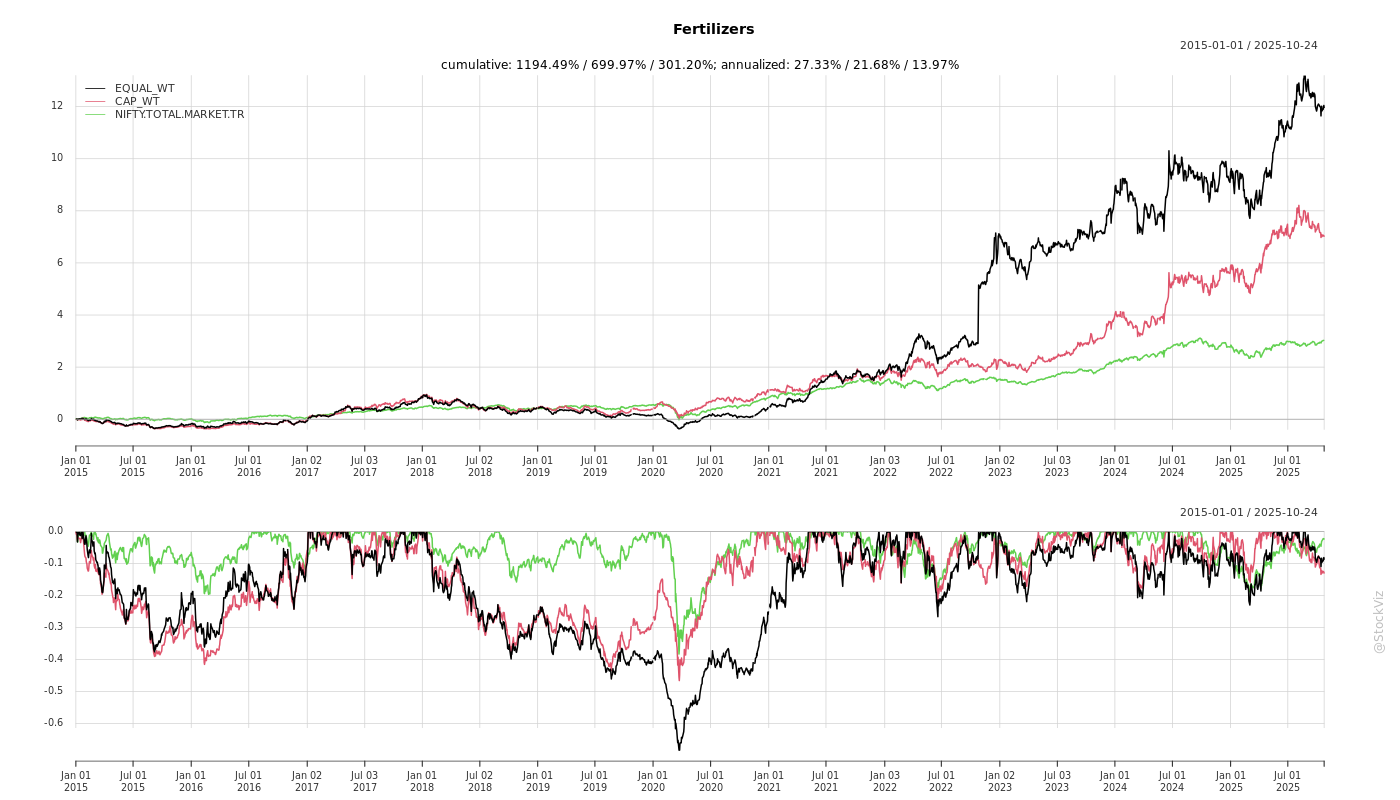 Fertilizers
2015-01-01 / 2025-10-24
cumulative: 1194.49% / 699.97% / 301.20%; annualized: 27.33% / 21.68% / 13.97%
EQUAL_WT
CAP_WT
NIFTY.TOTAL.MARKET.TR
12
10
8
6
4
2
0
Jan 01 Jul 01 Jan 01 Jul 01 Jan 02 Jul 03 Jan 01 Jul 02 Jan 01 Jul 01 Jan 01 Jul 01 Jan 01 Jul 01 Jan 03 Jul 01 Jan 02 Jul 03 Jan 01 Jul 01 Jan 01 Jul 01
2015 2015 2016 2016 2017 2017 2018 2018 2019 2019 2020 2020 2021 2021 2022 2022 2023 2023 2024 2024 2025 2025
2015-01-01 / 2025-10-24
0.0
-0.1
-0.2
-0.3
-0.4
-0.5
-0.6
Jan 01 Jul 01 Jan 01 Jul 01 Jan 02 Jul 03 Jan 01 Jul 02 Jan 01 Jul 01 Jan 01 Jul 01 Jan 01 Jul 01 Jan 03 Jul 01 Jan 02 Jul 03 Jan 01 Jul 01 Jan 01 Jul 01
2015 2015 2016 2016 2017 2017 2018 2018 2019 2019 2020 2020 2021 2021 2022 2022 2023 2023 2024 2024 2025 2025
@StockViz